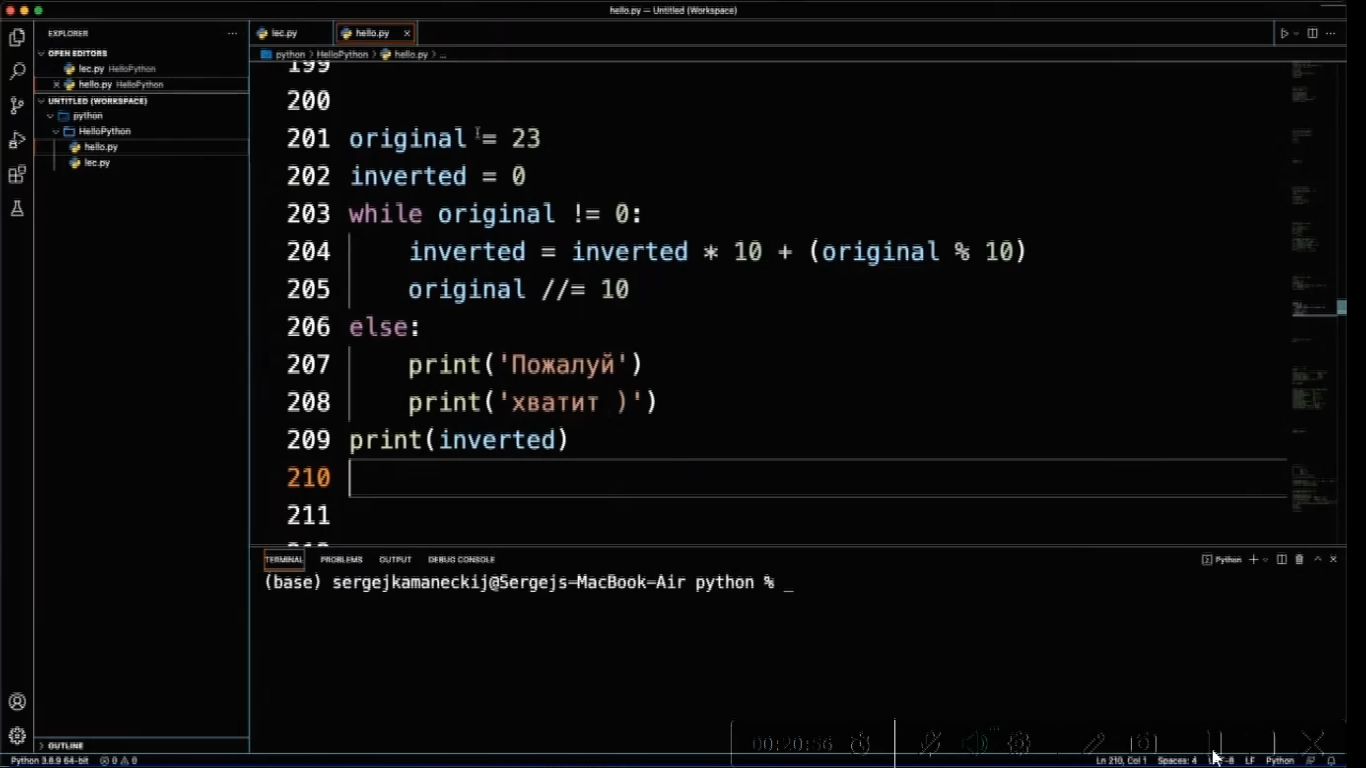 hello.py — Untitled (Workspace)
EXPLORER
OPEN EDITORS
lec.py HelloPython
hello.py HelloPython
UNTITLED (WORKSPACE)
python
HelloPython
hello.py
lec.py
OUTLINE
lec.py
hello.py
python > HelloPython > hello.py > ...
199
200
201 original = 23
202 inverted = 0
203 while original != 0:
204 inverted = inverted * 10 + (original % 10)
205 original //= 10
206 else:
207 print('Пожалуй')
208 print('хватит )')
209 print(inverted)
210
211
TERMINAL PROBLEMS OUTPUT DEBUG CONSOLE
Python
(base) sergejkamaneckij@Sergejs-MacBook-Air python % _
00:20:56
Python 3.8.9 64-bit 0 0
Ln 210, Col 1 Spaces: 4 LF Python